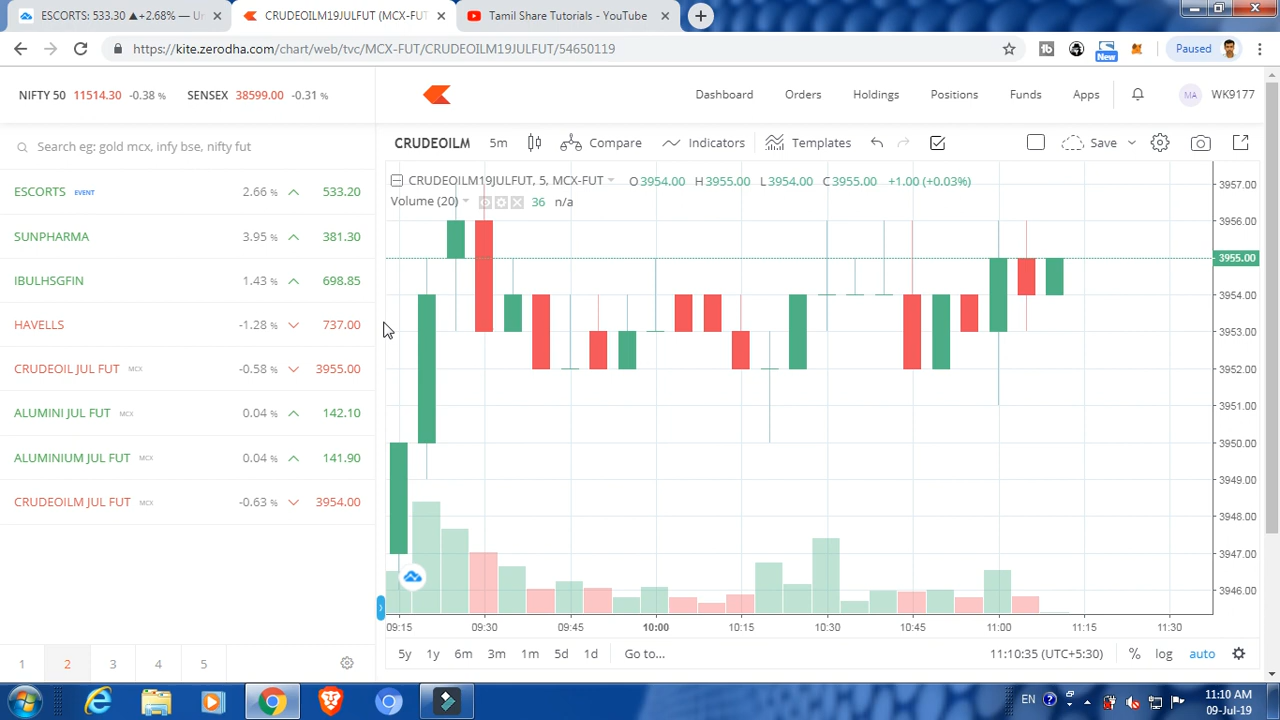 ESCORTS: 533.30 ▲+2.68% — Ur
CRUDEOILM19JULFUT (MCX-FUT
Tamil Share Tutorials - YouTube
https://kite.zerodha.com/chart/web/tvc/MCX-FUT/CRUDEOILM19JULFUT/54650119
New
Paused
NIFTY 50 11514.30 -0.38 % SENSEX 38599.00 -0.31 %
Dashboard Orders Holdings Positions Funds Apps MA WK9177
Search eg: gold mcx, infy bse, nifty fut
CRUDEOILM 5m Compare Indicators Templates Save
ESCORTS EVENT 2.66 % 533.20
SUNPHARMA 3.95 % 381.30
IBULHSGFIN 1.43 % 698.85
HAVELLS -1.28 % 737.00
CRUDEOIL JUL FUT MCX -0.58 % 3955.00
ALUMINI JUL FUT MCX 0.04 % 142.10
ALUMINIUM JUL FUT MCX 0.04 % 141.90
CRUDEOILM JUL FUT MCX -0.63 % 3954.00
1 2 3 4 5
CRUDEOILM19JULFUT, 5, MCX-FUT O3954.00 H3955.00 L3954.00 C3955.00 +1.00 (+0.03%)
Volume (20) 36 n/a
3957.00
3956.00
3955.00
3954.00
3953.00
3952.00
3951.00
3950.00
3949.00
3948.00
3947.00
3946.00
09:15 09:30 09:45 10:00 10:15 10:30 10:45 11:00 11:15 11:30
5y 1y 6m 3m 1m 5d 1d Go to... 11:10:35 (UTC+5:30) % log auto
EN
11:10 AM
09-Jul-19